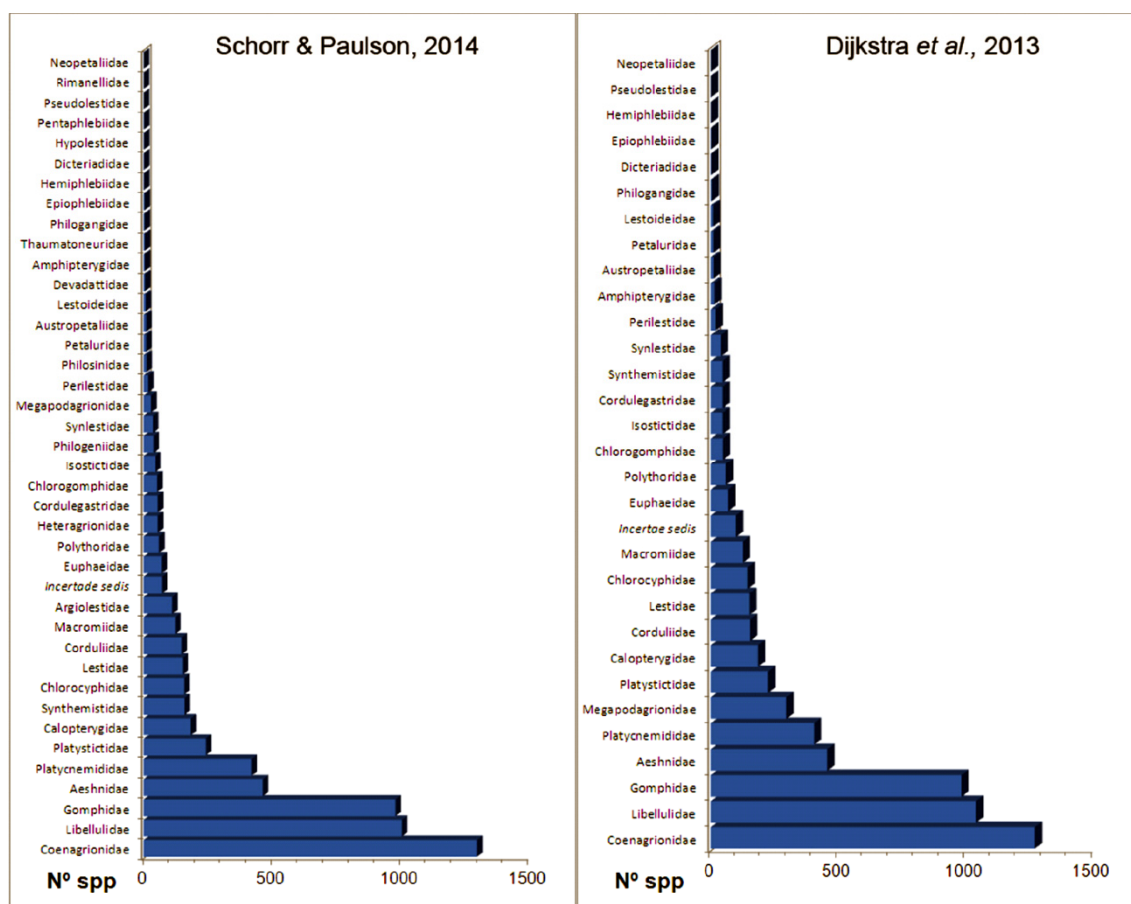 Schorr & Paulson, 2014
Neopetaliidae
Rimanellidae
Pseudolestidae
Pentaphlebiidae
Hypolestidae
Dicteriadidae
Hemiphlebiidae
Epiophlebiidae
Philogangidae
Thaumatoneuridae
Amphipterygidae
Devadattidae
Lestoideidae
Austropetaliidae
Petaluridae
Philosinidae
Perilestidae
Megapodagrionidae
Synlestidae
Philogeniidae
Isostictidae
Chlorogomphidae
Cordulegastridae
Heteragrionidae
Polythoridae
Euphaeidae
Incertade sedis
Argiolestidae
Macromiidae
Corduliidae
Lestidae
Chlorocyphidae
Synthemistidae
Calopterygidae
Platystictidae
Platycnemididae
Aeshnidae
Gomphidae
Libellulidae
Coenagrionidae
Nº spp
0 500 1000 1500
Dijkstra et al., 2013
Neopetaliidae
Pseudolestidae
Hemiphlebiidae
Epiophlebiidae
Dicteriadidae
Philogangidae
Lestoideidae
Petaluridae
Austropetaliidae
Amphipterygidae
Perilestidae
Synlestidae
Synthemistidae
Cordulegastridae
Isostictidae
Chlorogomphidae
Polythoridae
Euphaeidae
Incertae sedis
Macromiidae
Chlorocyphidae
Lestidae
Corduliidae
Calopterygidae
Platystictidae
Megapodagrionidae
Platycnemididae
Aeshnidae
Gomphidae
Libellulidae
Coenagrionidae
Nº spp
0 500 1000 1500